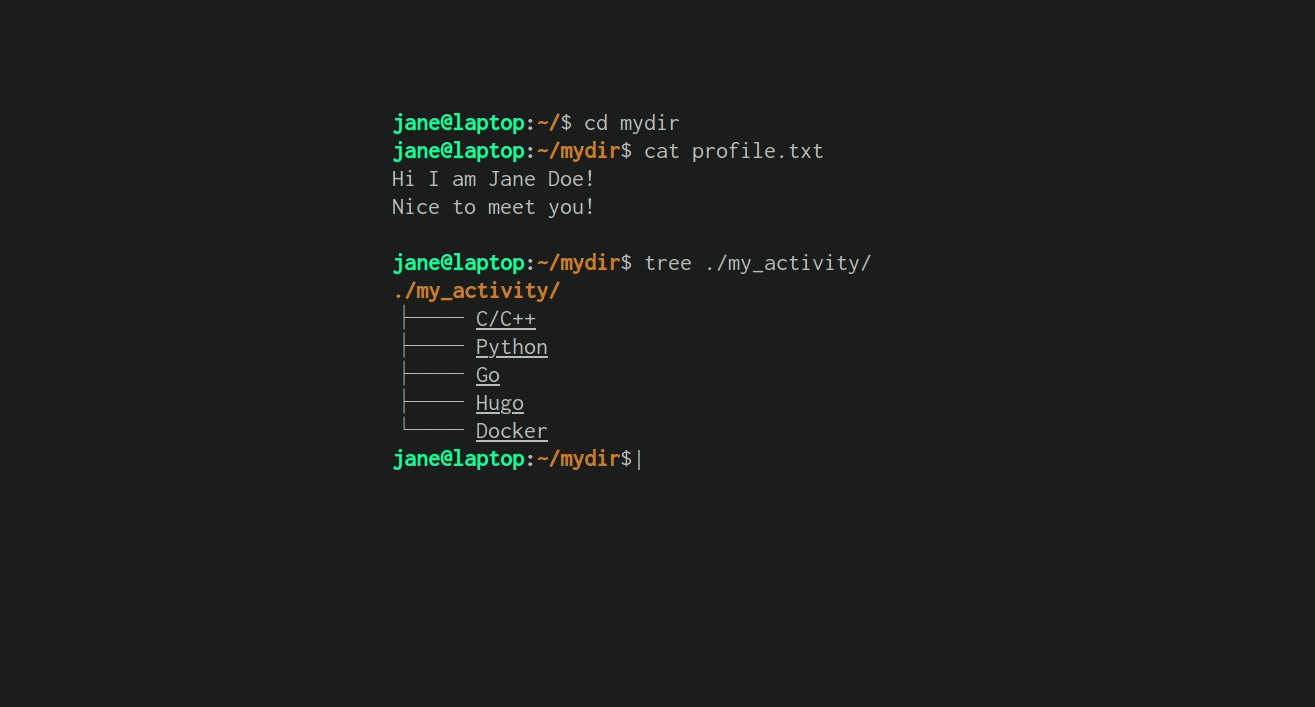 jane@laptop:~/$ cd mydir
jane@laptop:~/mydir$ cat profile.txt
Hi I am Jane Doe!
Nice to meet you!
jane@laptop:~/mydir$ tree ./my_activity/
./my_activity/
├──── C/C++
├──── Python
├──── Go
├──── Hugo
└──── Docker
jane@laptop:~/mydir$|